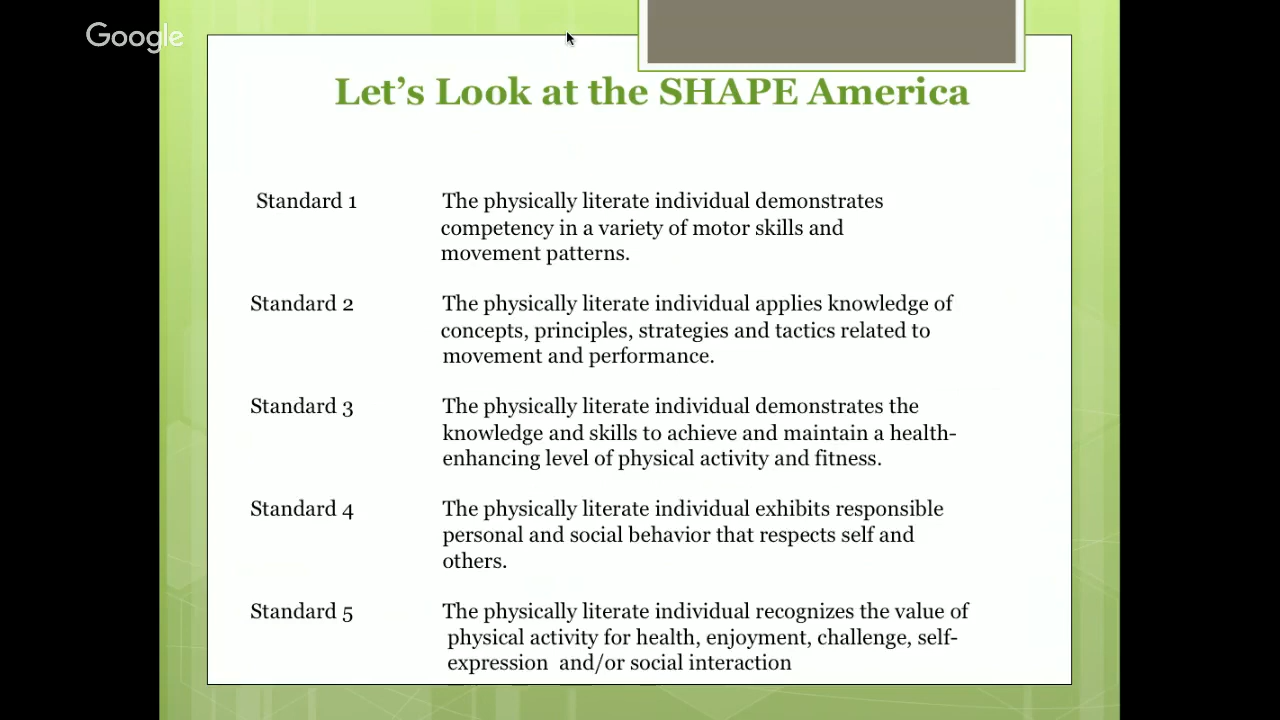 Google
Let's Look at the SHAPE America
Standard 1 The physically literate individual demonstrates
competency in a variety of motor skills and
movement patterns.
Standard 2 The physically literate individual applies knowledge of
concepts, principles, strategies and tactics related to
movement and performance.
Standard 3 The physically literate individual demonstrates the
knowledge and skills to achieve and maintain a health-
enhancing level of physical activity and fitness.
Standard 4 The physically literate individual exhibits responsible
personal and social behavior that respects self and
others.
Standard 5 The physically literate individual recognizes the value of
physical activity for health, enjoyment, challenge, self-
expression and/or social interaction